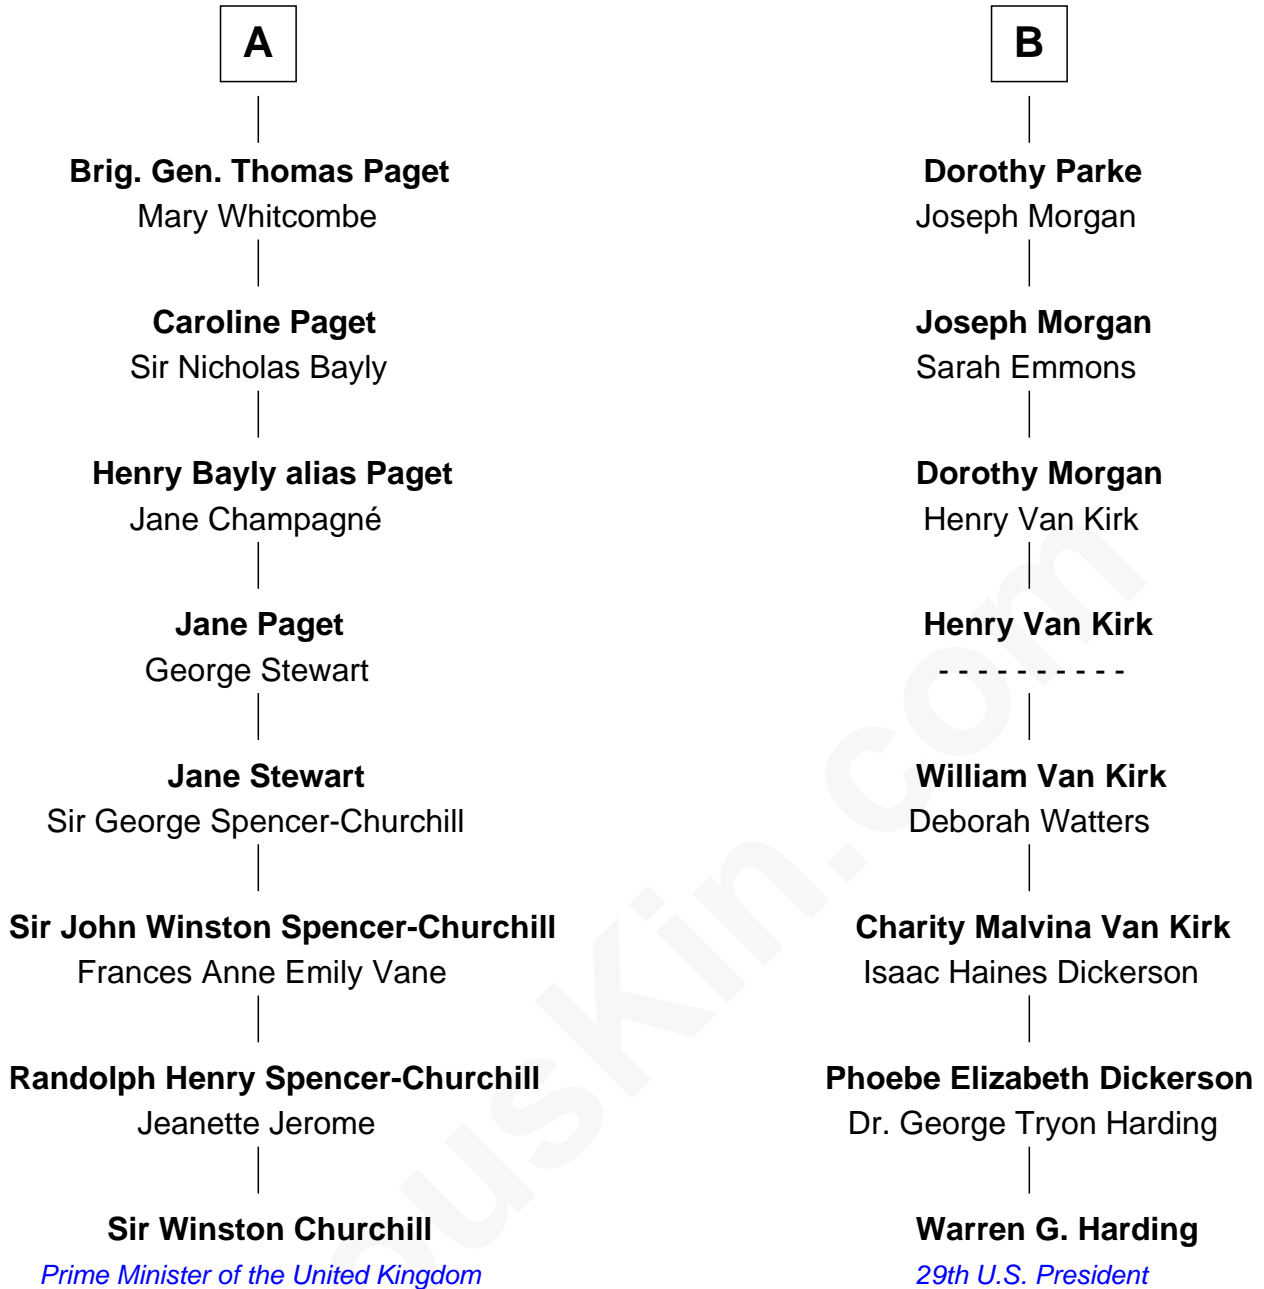 A
Brig. Gen. Thomas Paget
Mary Whitcombe
Caroline Paget
Sir Nicholas Bayly
Henry Bayly alias Paget
Jane Champagné
Jane Paget
George Stewart
Jane Stewart
Sir George Spencer-Churchill
Sir John Winston Spencer-Churchill
Frances Anne Emily Vane
Randolph Henry Spencer-Churchill
Jeanette Jerome
Sir Winston Churchill
Prime Minister of the United Kingdom
B
Dorothy Parke
Joseph Morgan
Joseph Morgan
Sarah Emmons
Dorothy Morgan
Henry Van Kirk
Henry Van Kirk
- - - - - - - - - -
William Van Kirk
Deborah Watters
Charity Malvina Van Kirk
Isaac Haines Dickerson
Phoebe Elizabeth Dickerson
Dr. George Tryon Harding
Warren G. Harding
29th U.S. President
ousKin.com